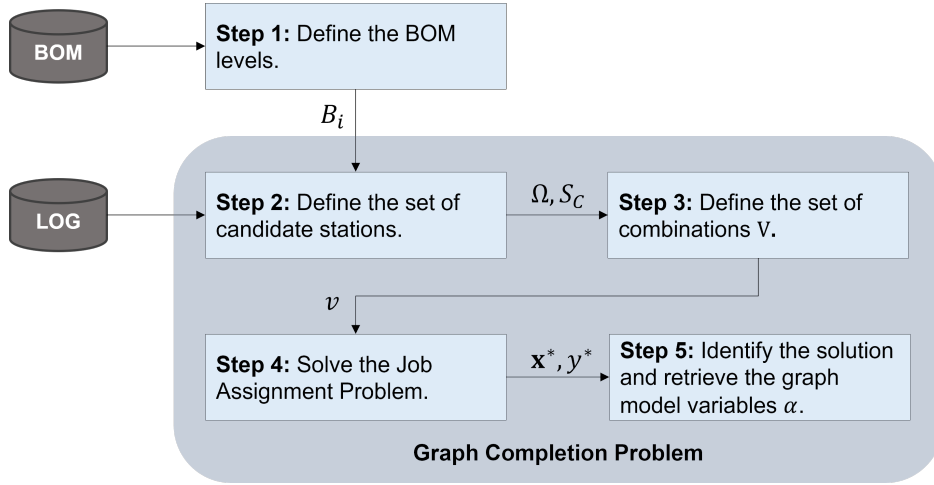 BOM
Step 1: Define the BOM
levels.
B_i
LOG
Step 2: Define the set of
candidate stations.
Ω, S_C
Step 3: Define the set of
combinations V.
v
Step 4: Solve the Job
Assignment Problem.
x*, y*
Step 5: Identify the solution
and retrieve the graph
model variables α.
Graph Completion Problem